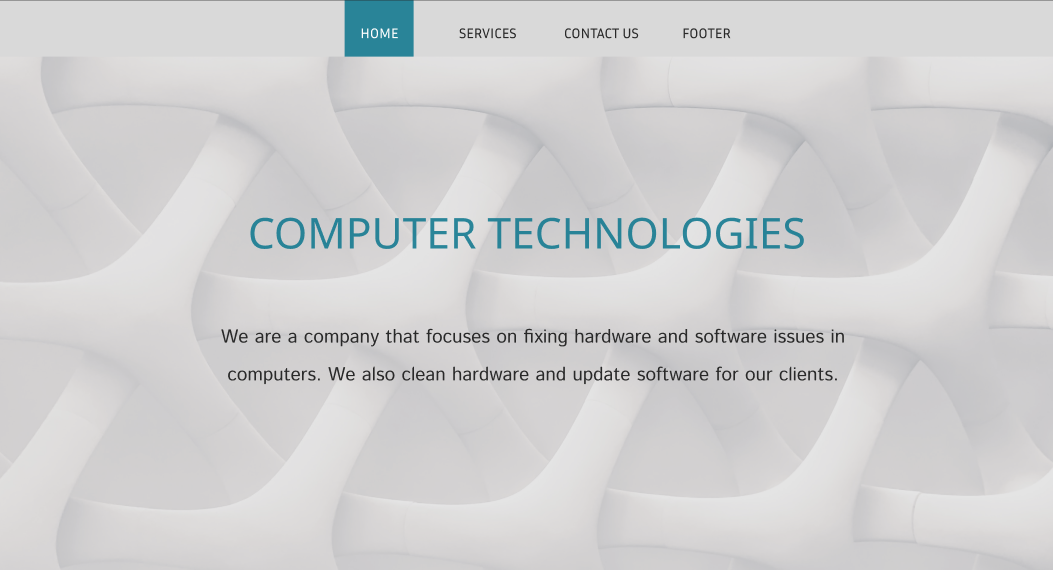 HOME SERVICES CONTACT US FOOTER
COMPUTER TECHNOLOGIES
We are a company that focuses on fixing hardware and software issues in
computers. We also clean hardware and update software for our clients.